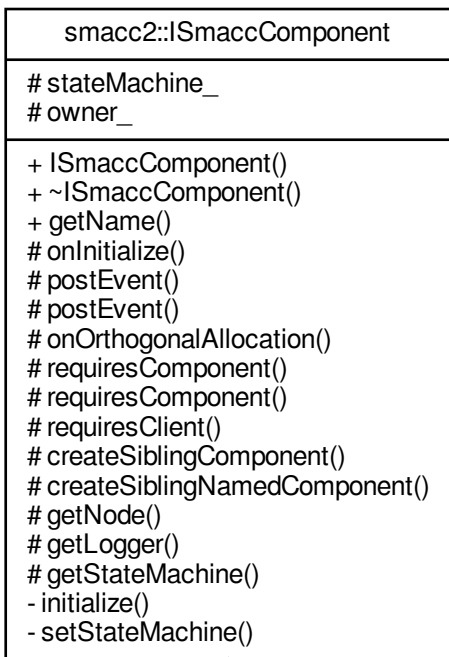 smacc2::ISmaccComponent
# stateMachine_
# owner_
+ ISmaccComponent()
+ ~ISmaccComponent()
+ getName()
# onInitialize()
# postEvent()
# postEvent()
# onOrthogonalAllocation()
# requiresComponent()
# requiresComponent()
# requiresClient()
# createSiblingComponent()
# createSiblingNamedComponent()
# getNode()
# getLogger()
# getStateMachine()
- initialize()
- setStateMachine()